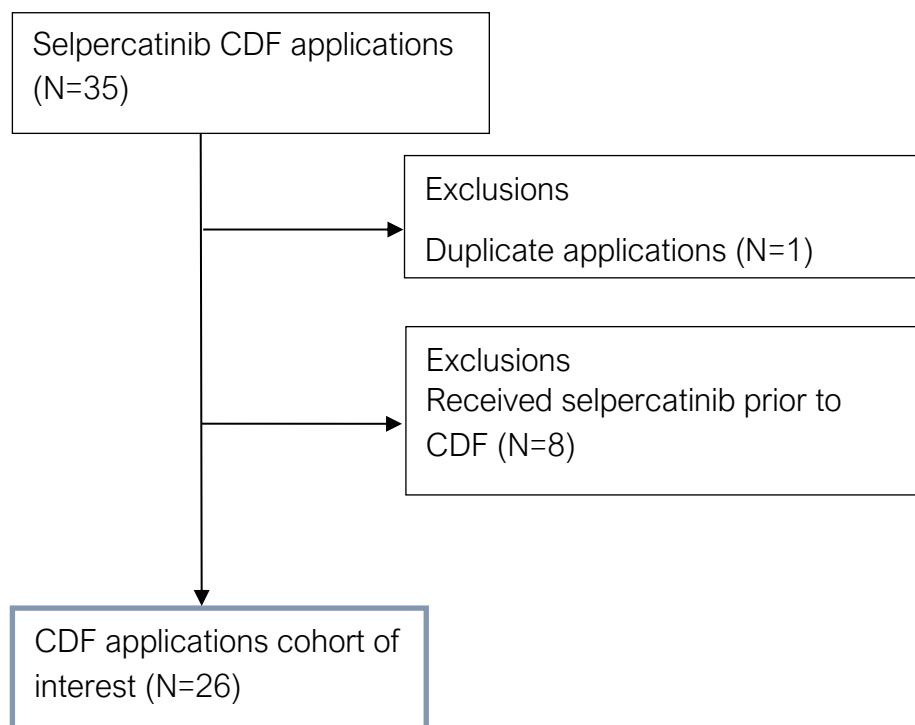 Selpercatinib CDF applications
(N=35)
Exclusions
Duplicate applications (N=1)
Exclusions
Received selpercatinib prior to
CDF (N=8)
CDF applications cohort of
interest (N=26)